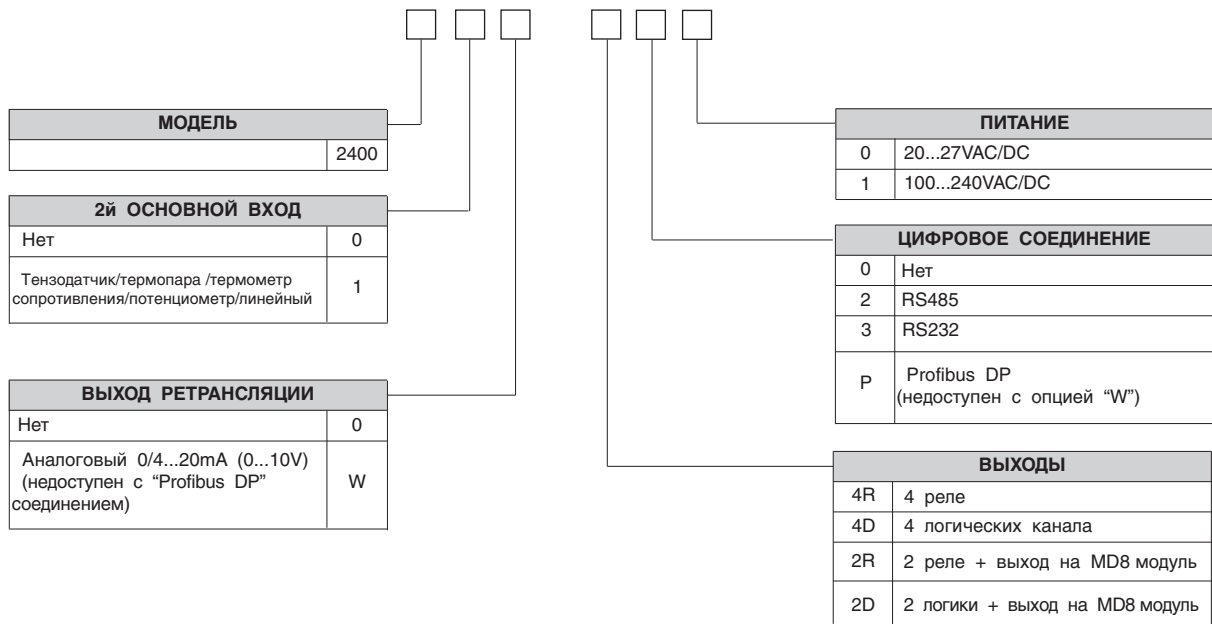 МОДЕЛЬ
2400
2й ОСНОВНОЙ ВХОД
Нет 0
Тензодатчик/термопара /термометр
сопротивления/потенциометр/линейный 1
ВЫХОД РЕТРАНСЛЯЦИИ
Нет 0
Аналоговый 0/4...20mA (0...10V)
(недоступен с “Profibus DP” W
соединением)
ПИТАНИЕ
0 20...27VAC/DC
1 100...240VAC/DC
ЦИФРОВОЕ СОЕДИНЕНИЕ
0 Нет
2 RS485
3 RS232
P Profibus DP
(недоступен с опцией “W”)
ВЫХОДЫ
4R 4 реле
4D 4 логических канала
2R 2 реле + выход на MD8 модуль
2D 2 логики + выход на MD8 модуль